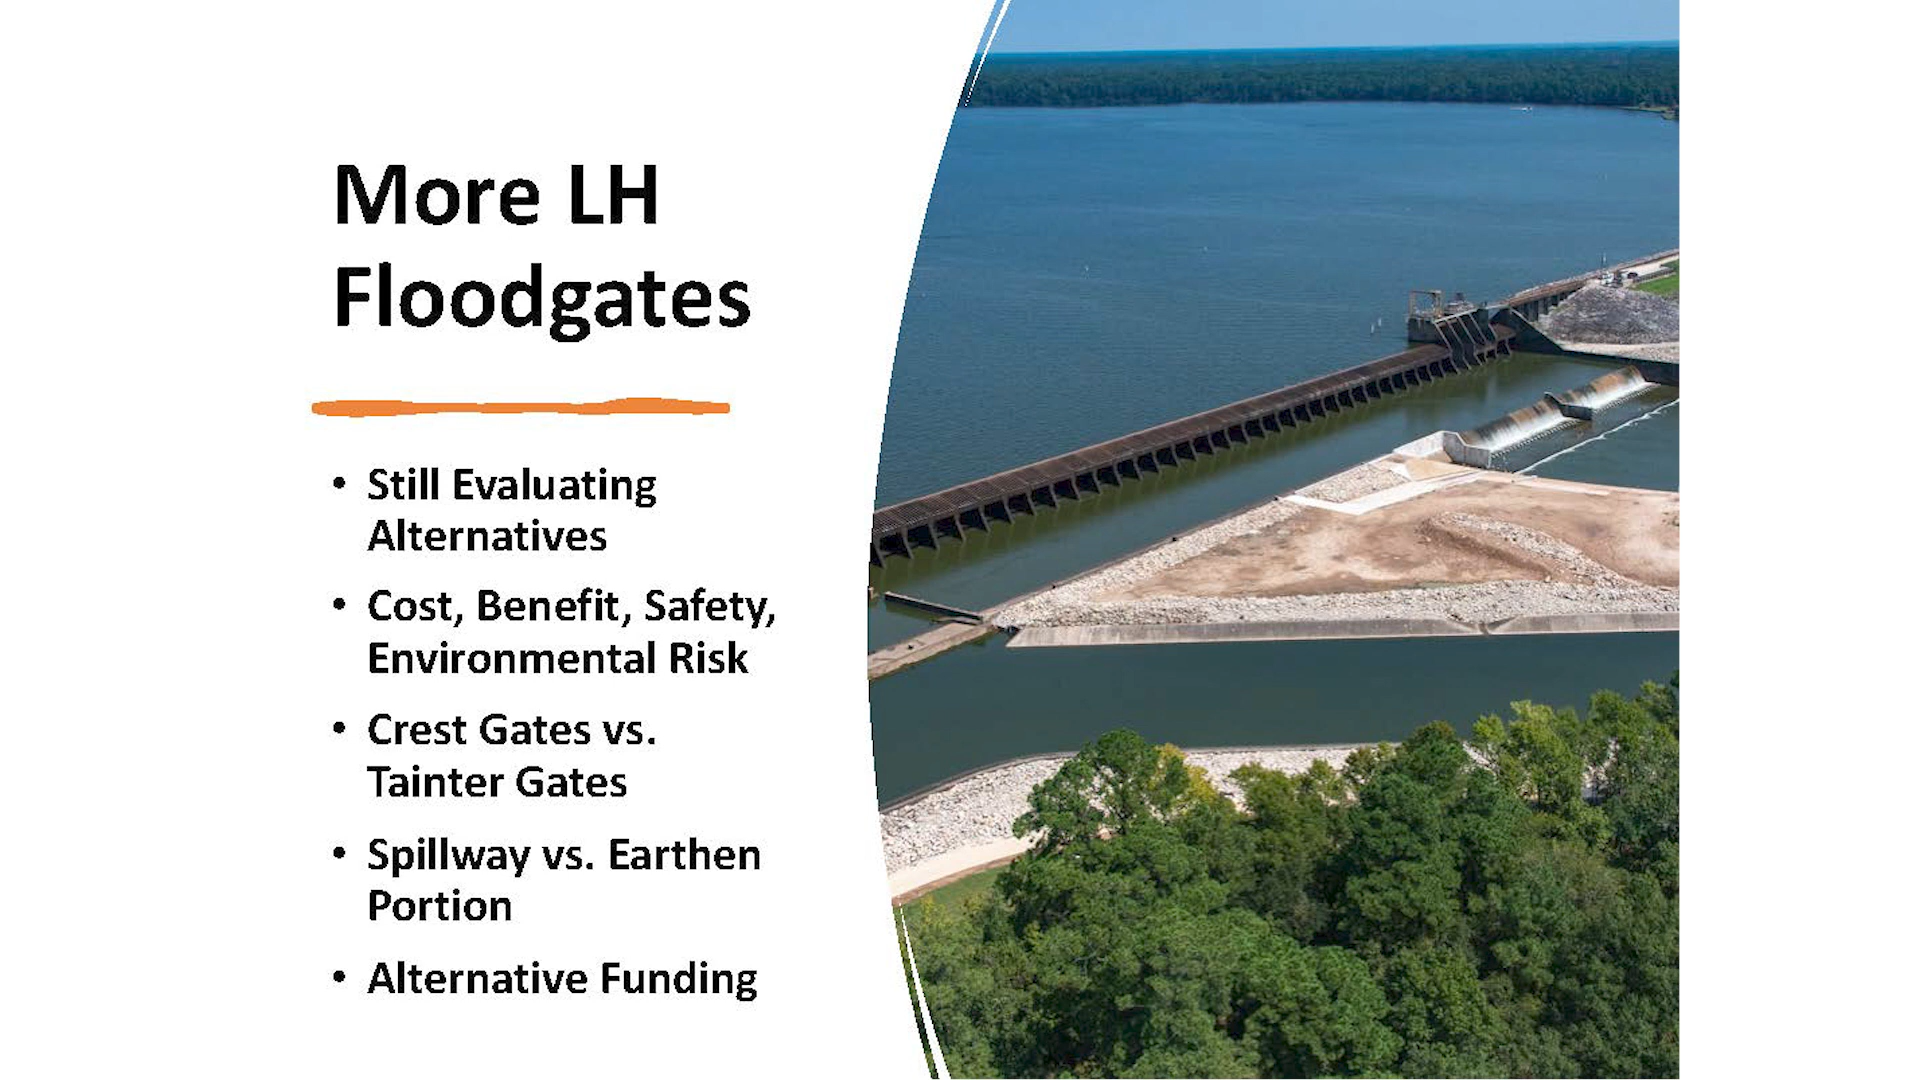 More LH
Floodgates
• Still Evaluating
Alternatives
• Cost, Benefit, Safety,
Environmental Risk
• Crest Gates vs.
Tainter Gates
• Spillway vs. Earthen
Portion
• Alternative Funding